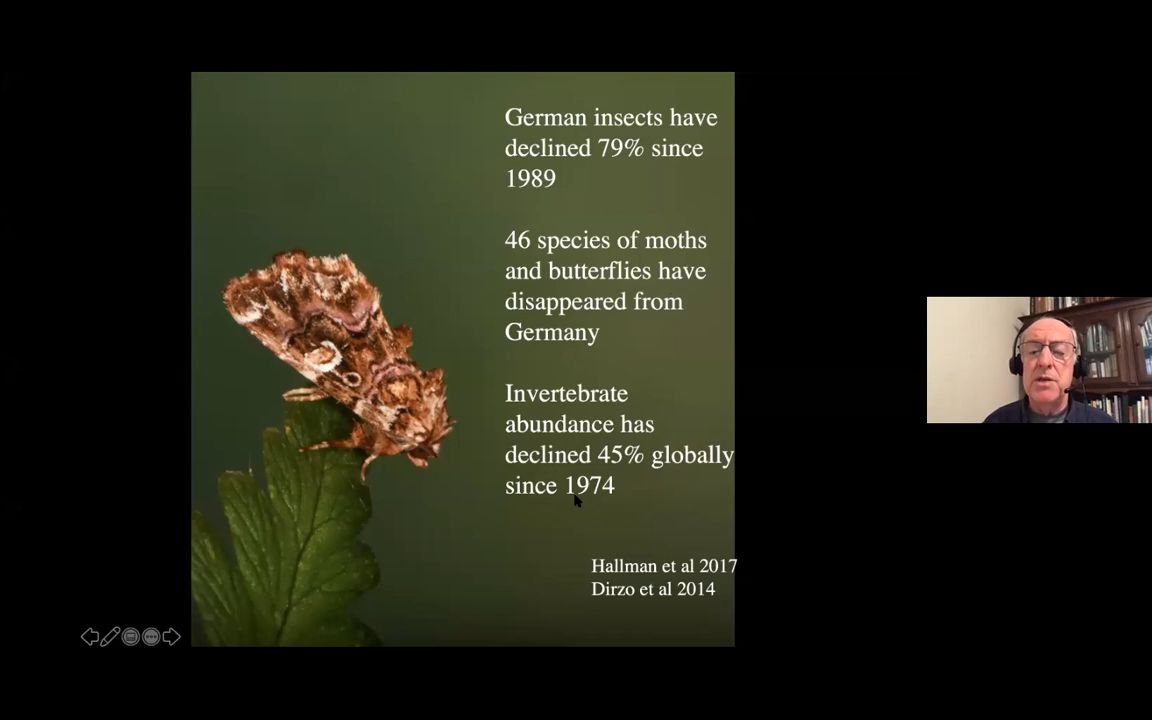 German insects have
declined 79% since
1989
46 species of moths
and butterflies have
disappeared from
Germany
Invertebrate
abundance has
declined 45% globally
since 1974
Hallman et al 2017
Dirzo et al 2014